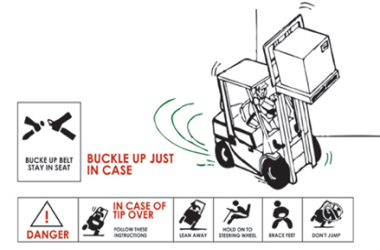 BUCKE UP BELT
STAY IN SEAT
BUCKLE UP JUST
IN CASE
DANGER
IN CASE OF
TIP OVER
FOLLOW THESE
INSTRUCTIONS
LEAN AWAY
HOLD ON TO
STEERING WHEEL
BRACE FEET
DON'T JUMP